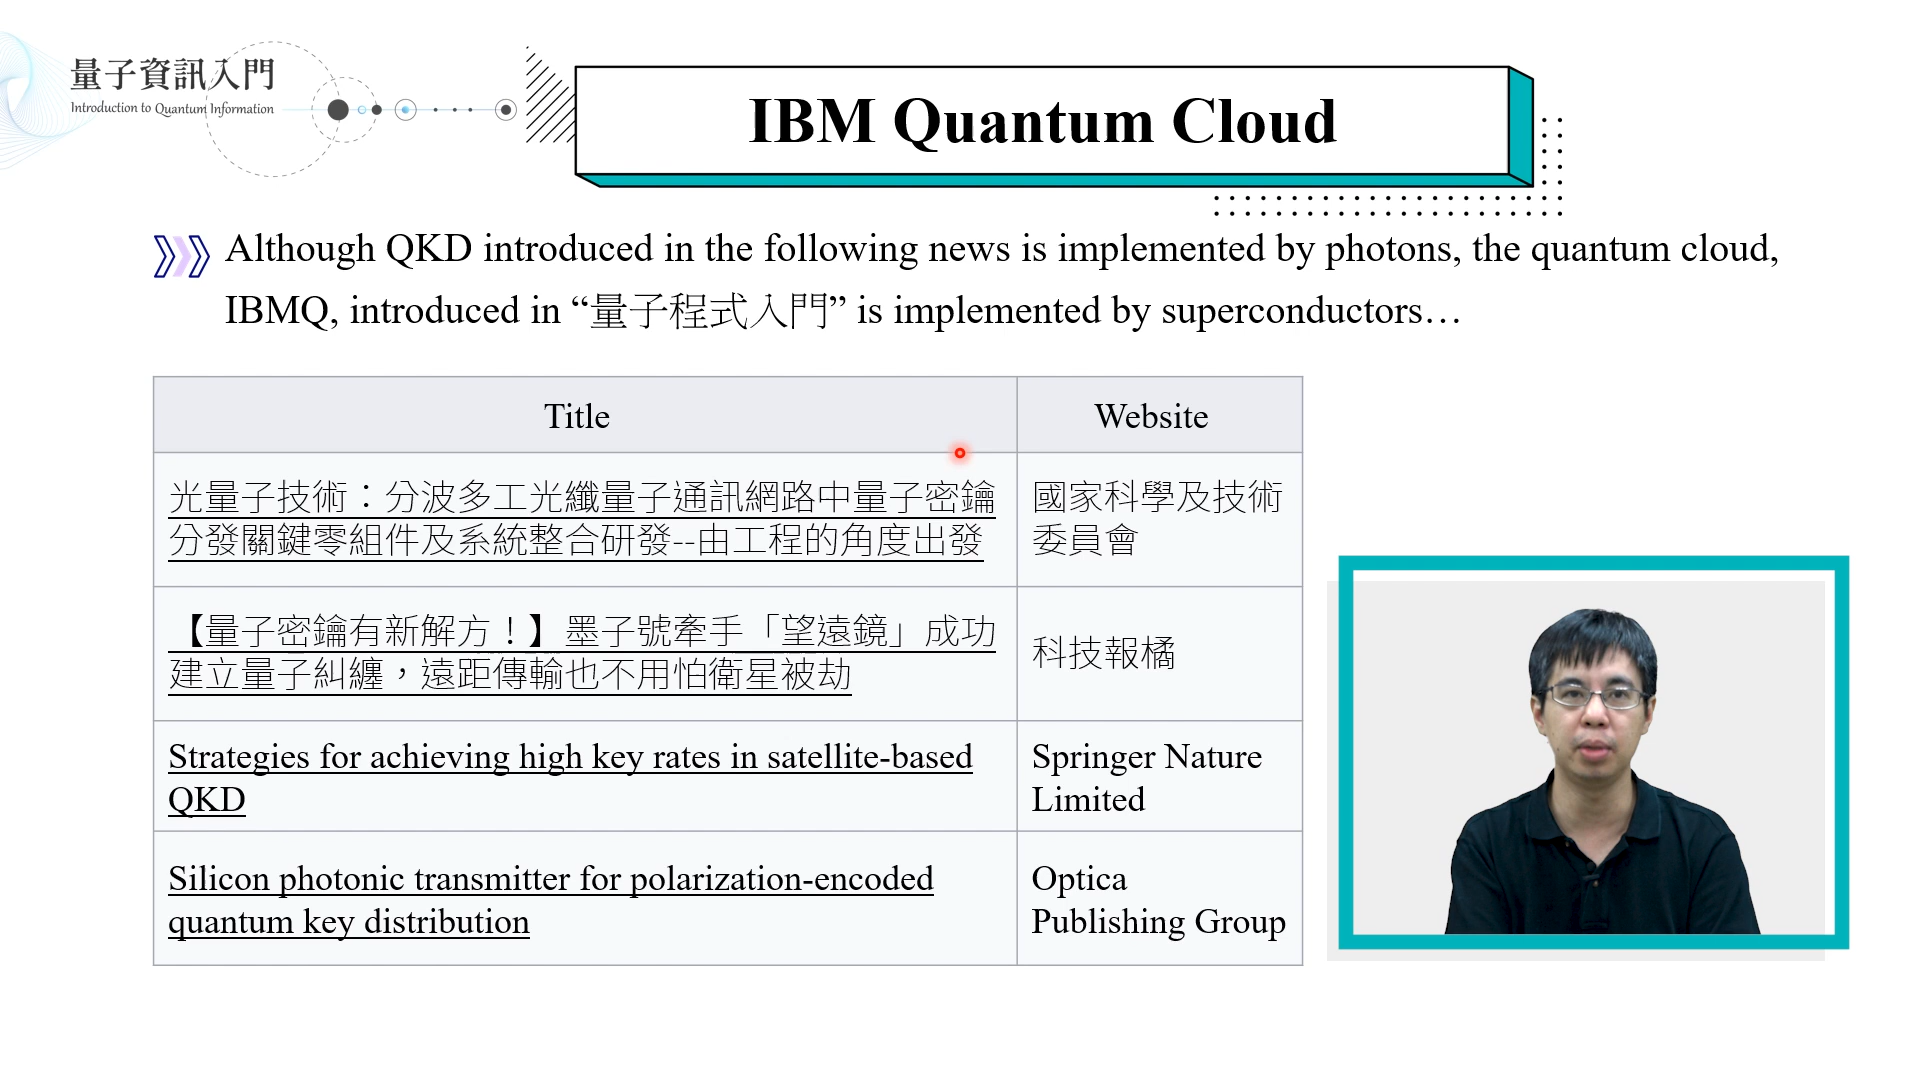 量子資訊入門
Introduction to Quantum Information
IBM Quantum Cloud
Although QKD introduced in the following news is implemented by photons, the quantum cloud,
IBMQ, introduced in “量子程式入門” is implemented by superconductors…
Title
Website
光量子技術：分波多工光纖量子通訊網路中量子密鑰
分發關鍵零組件及系統整合研發--由工程的角度出發
國家科學及技術
委員會
【量子密鑰有新解方！】墨子號牽手「望遠鏡」成功
建立量子糾纏，遠距傳輸也不用怕衛星被劫
科技報橘
Strategies for achieving high key rates in satellite-based
QKD
Springer Nature
Limited
Silicon photonic transmitter for polarization-encoded
quantum key distribution
Optica
Publishing Group